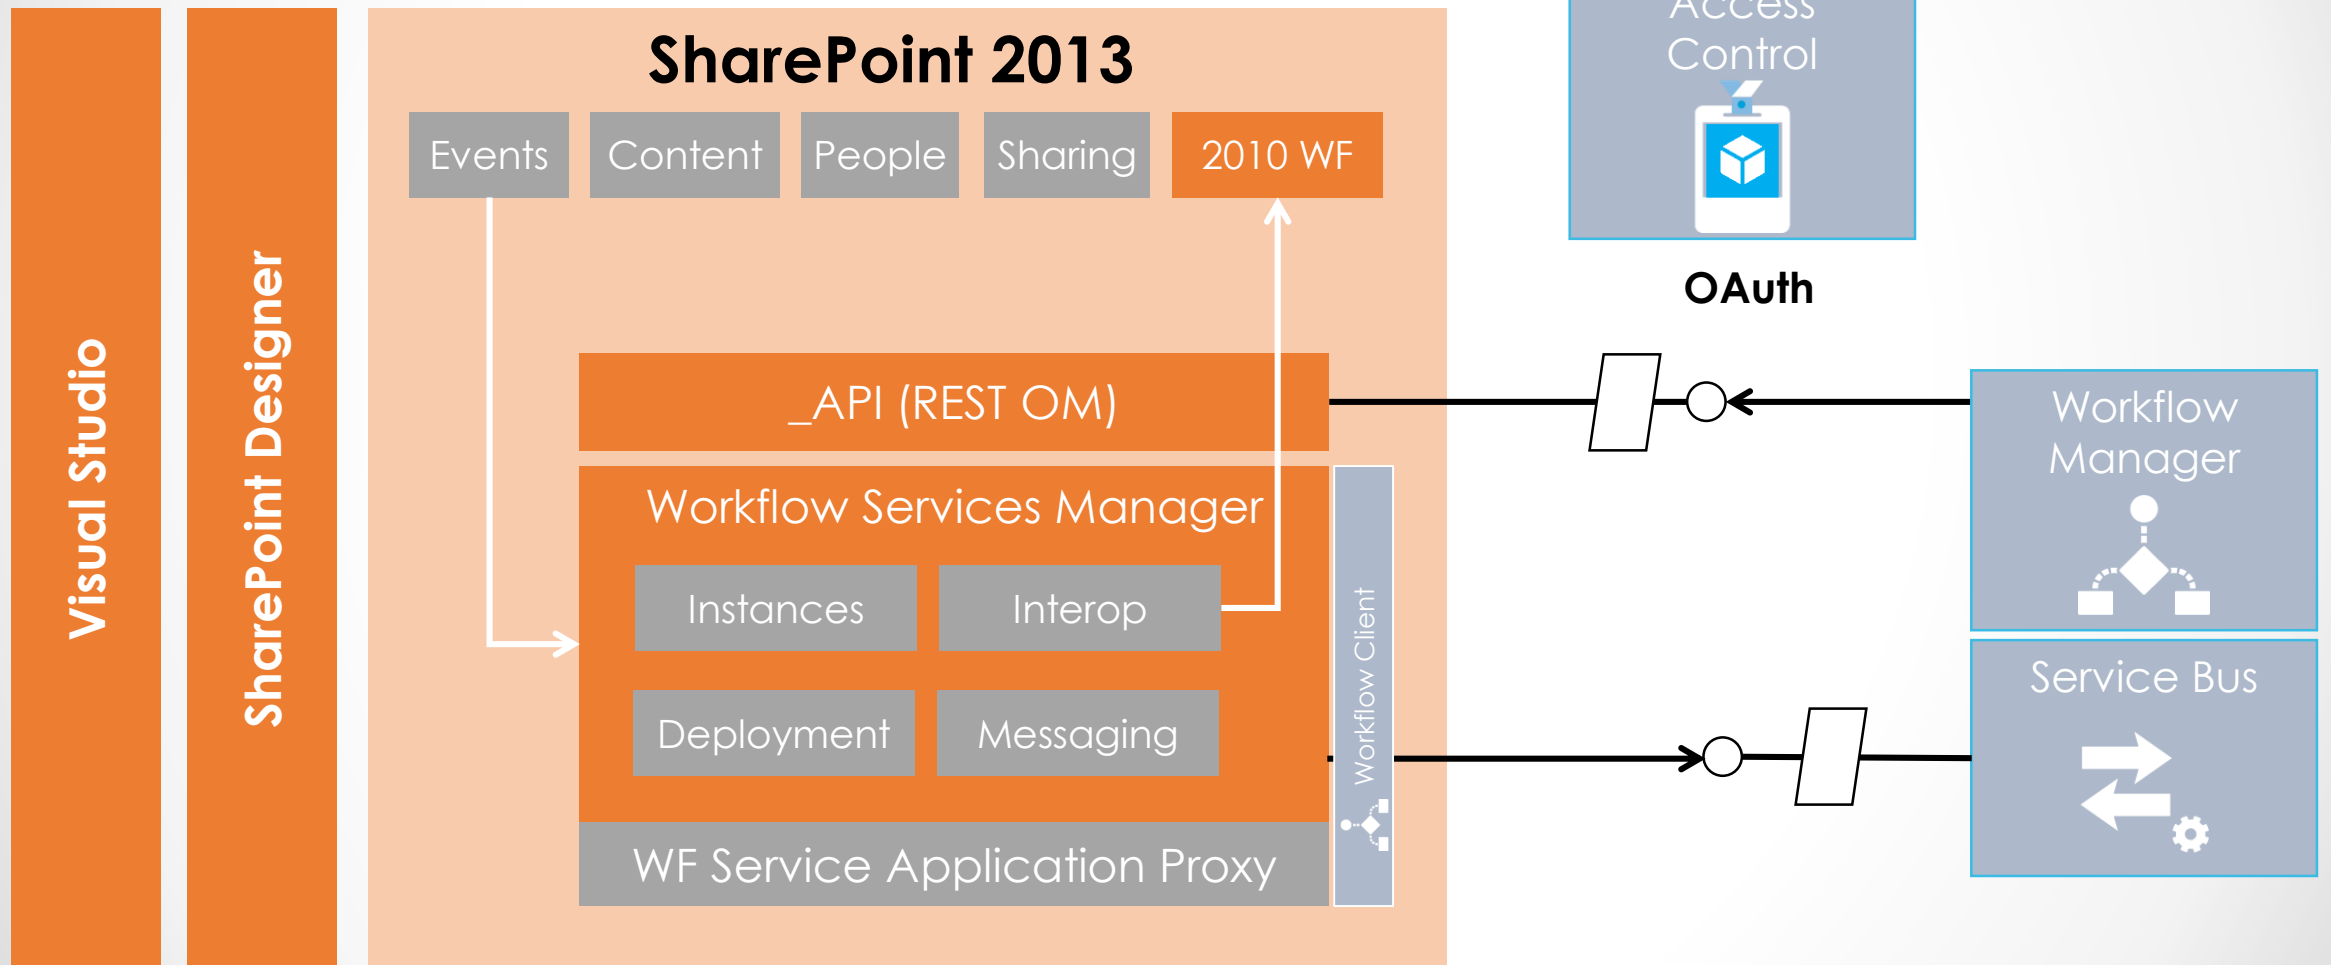 Visual Studio
SharePoint Designer
SharePoint 2013
Events
Content
People
Sharing
2010 WF
_API (REST OM)
Workflow Services Manager
Instances
Interop
Deployment
Messaging
WF Service Application Proxy
Workflow Client
Access
Control
OAuth
Workflow
Manager
Service Bus